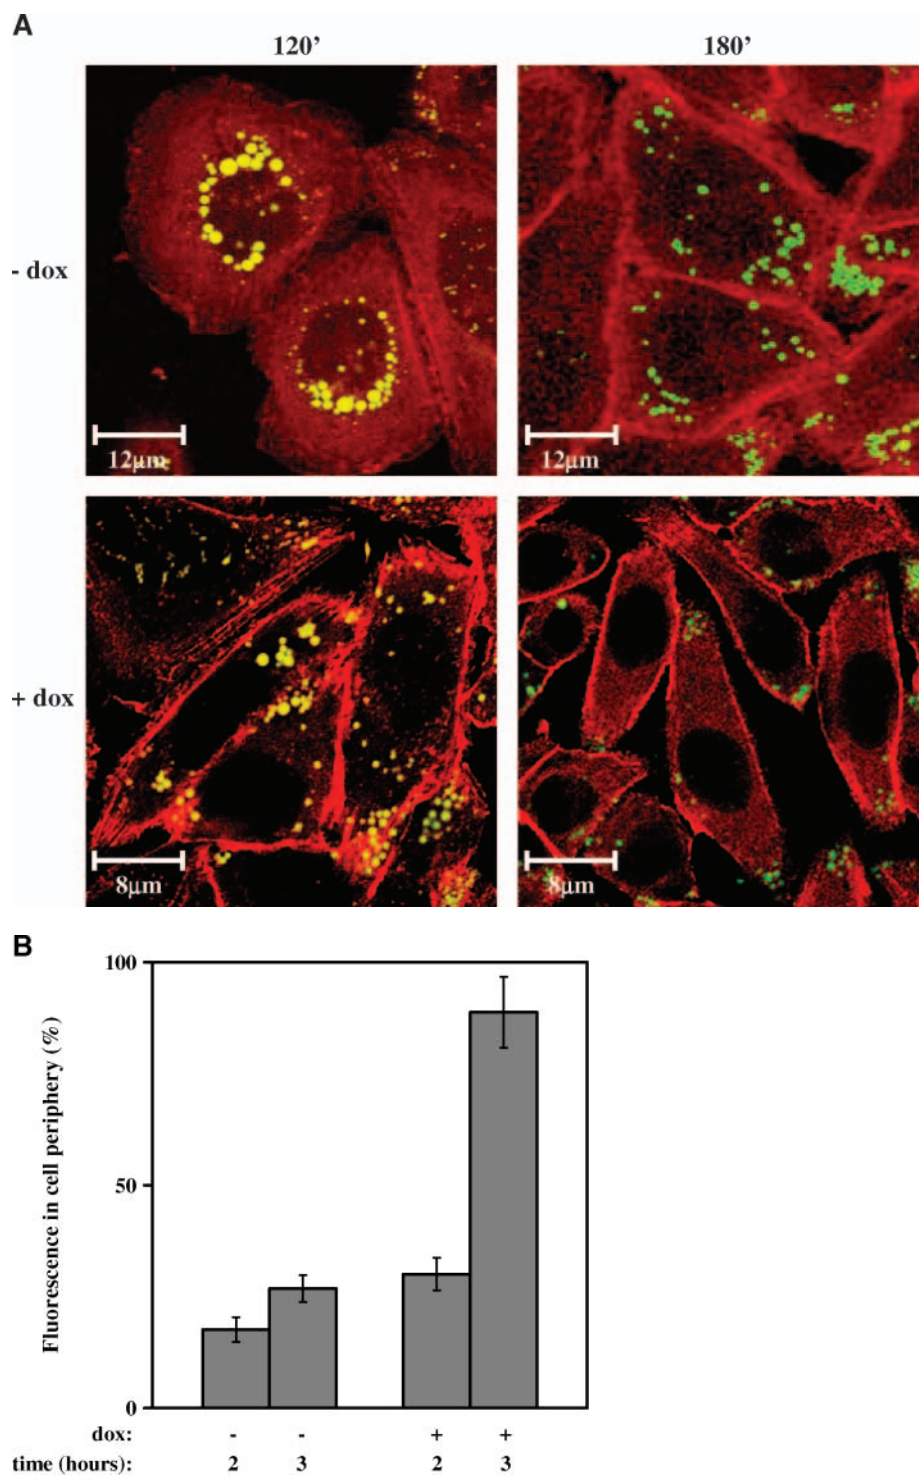 A
120’ 180’
- dox
12μm 12μm
+ dox
8μm 8μm
B
100
50
0
Fluorescence in cell periphery (%)
dox: - - + +
time (hours): 2 3 2 3